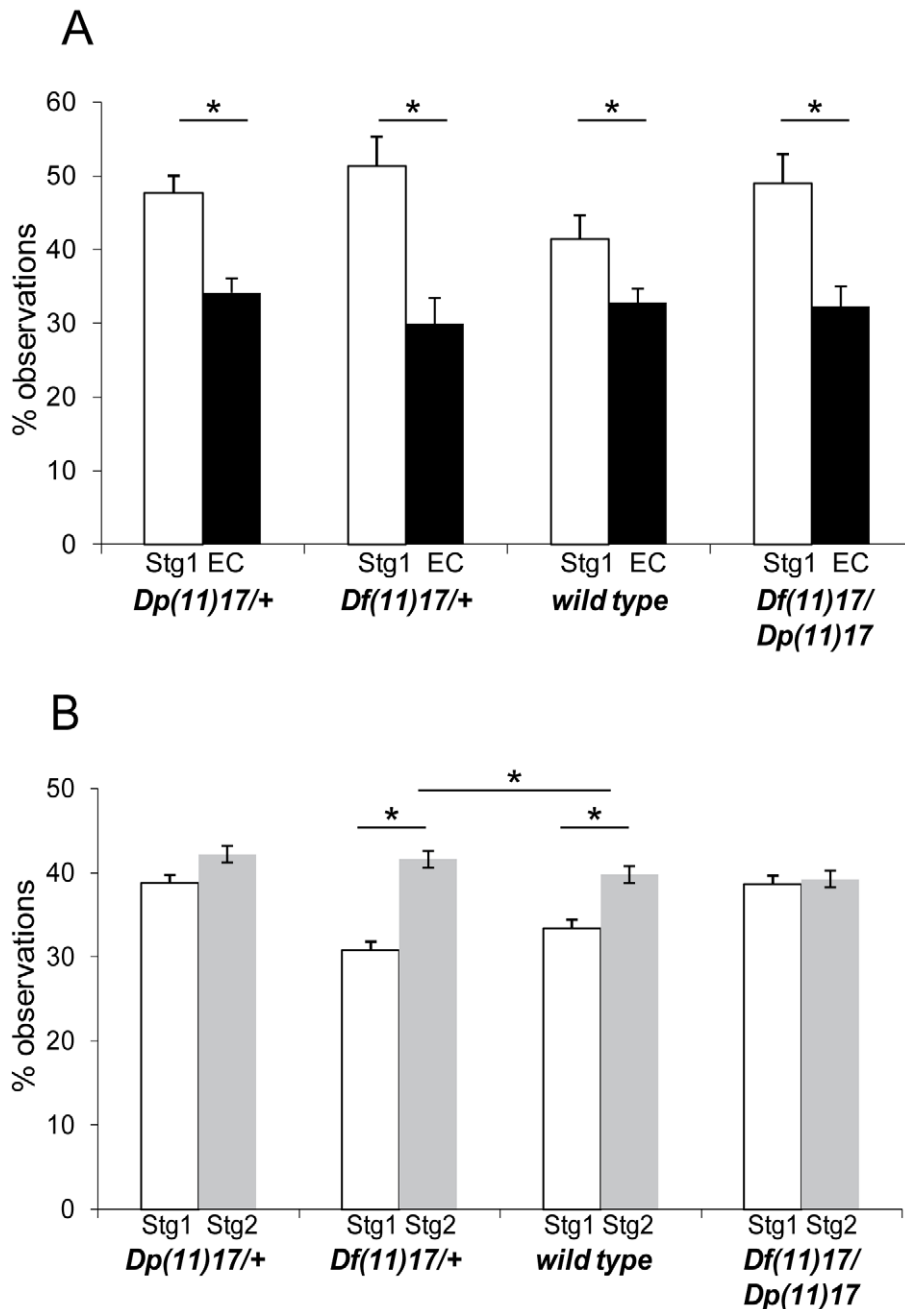 A
% observations
60
50
40
30
20
10
0
* * * *
Stg1 EC Stg1 EC Stg1 EC Stg1 EC
Dp(11)17/+ Df(11)17/+ wild type Df(11)17/
Dp(11)17
B
% observations
50
40
30
20
10
0
*
* *
Stg1 Stg2 Stg1 Stg2 Stg1 Stg2 Stg1 Stg2
Dp(11)17/+ Df(11)17/+ wild type Df(11)17/
Dp(11)17